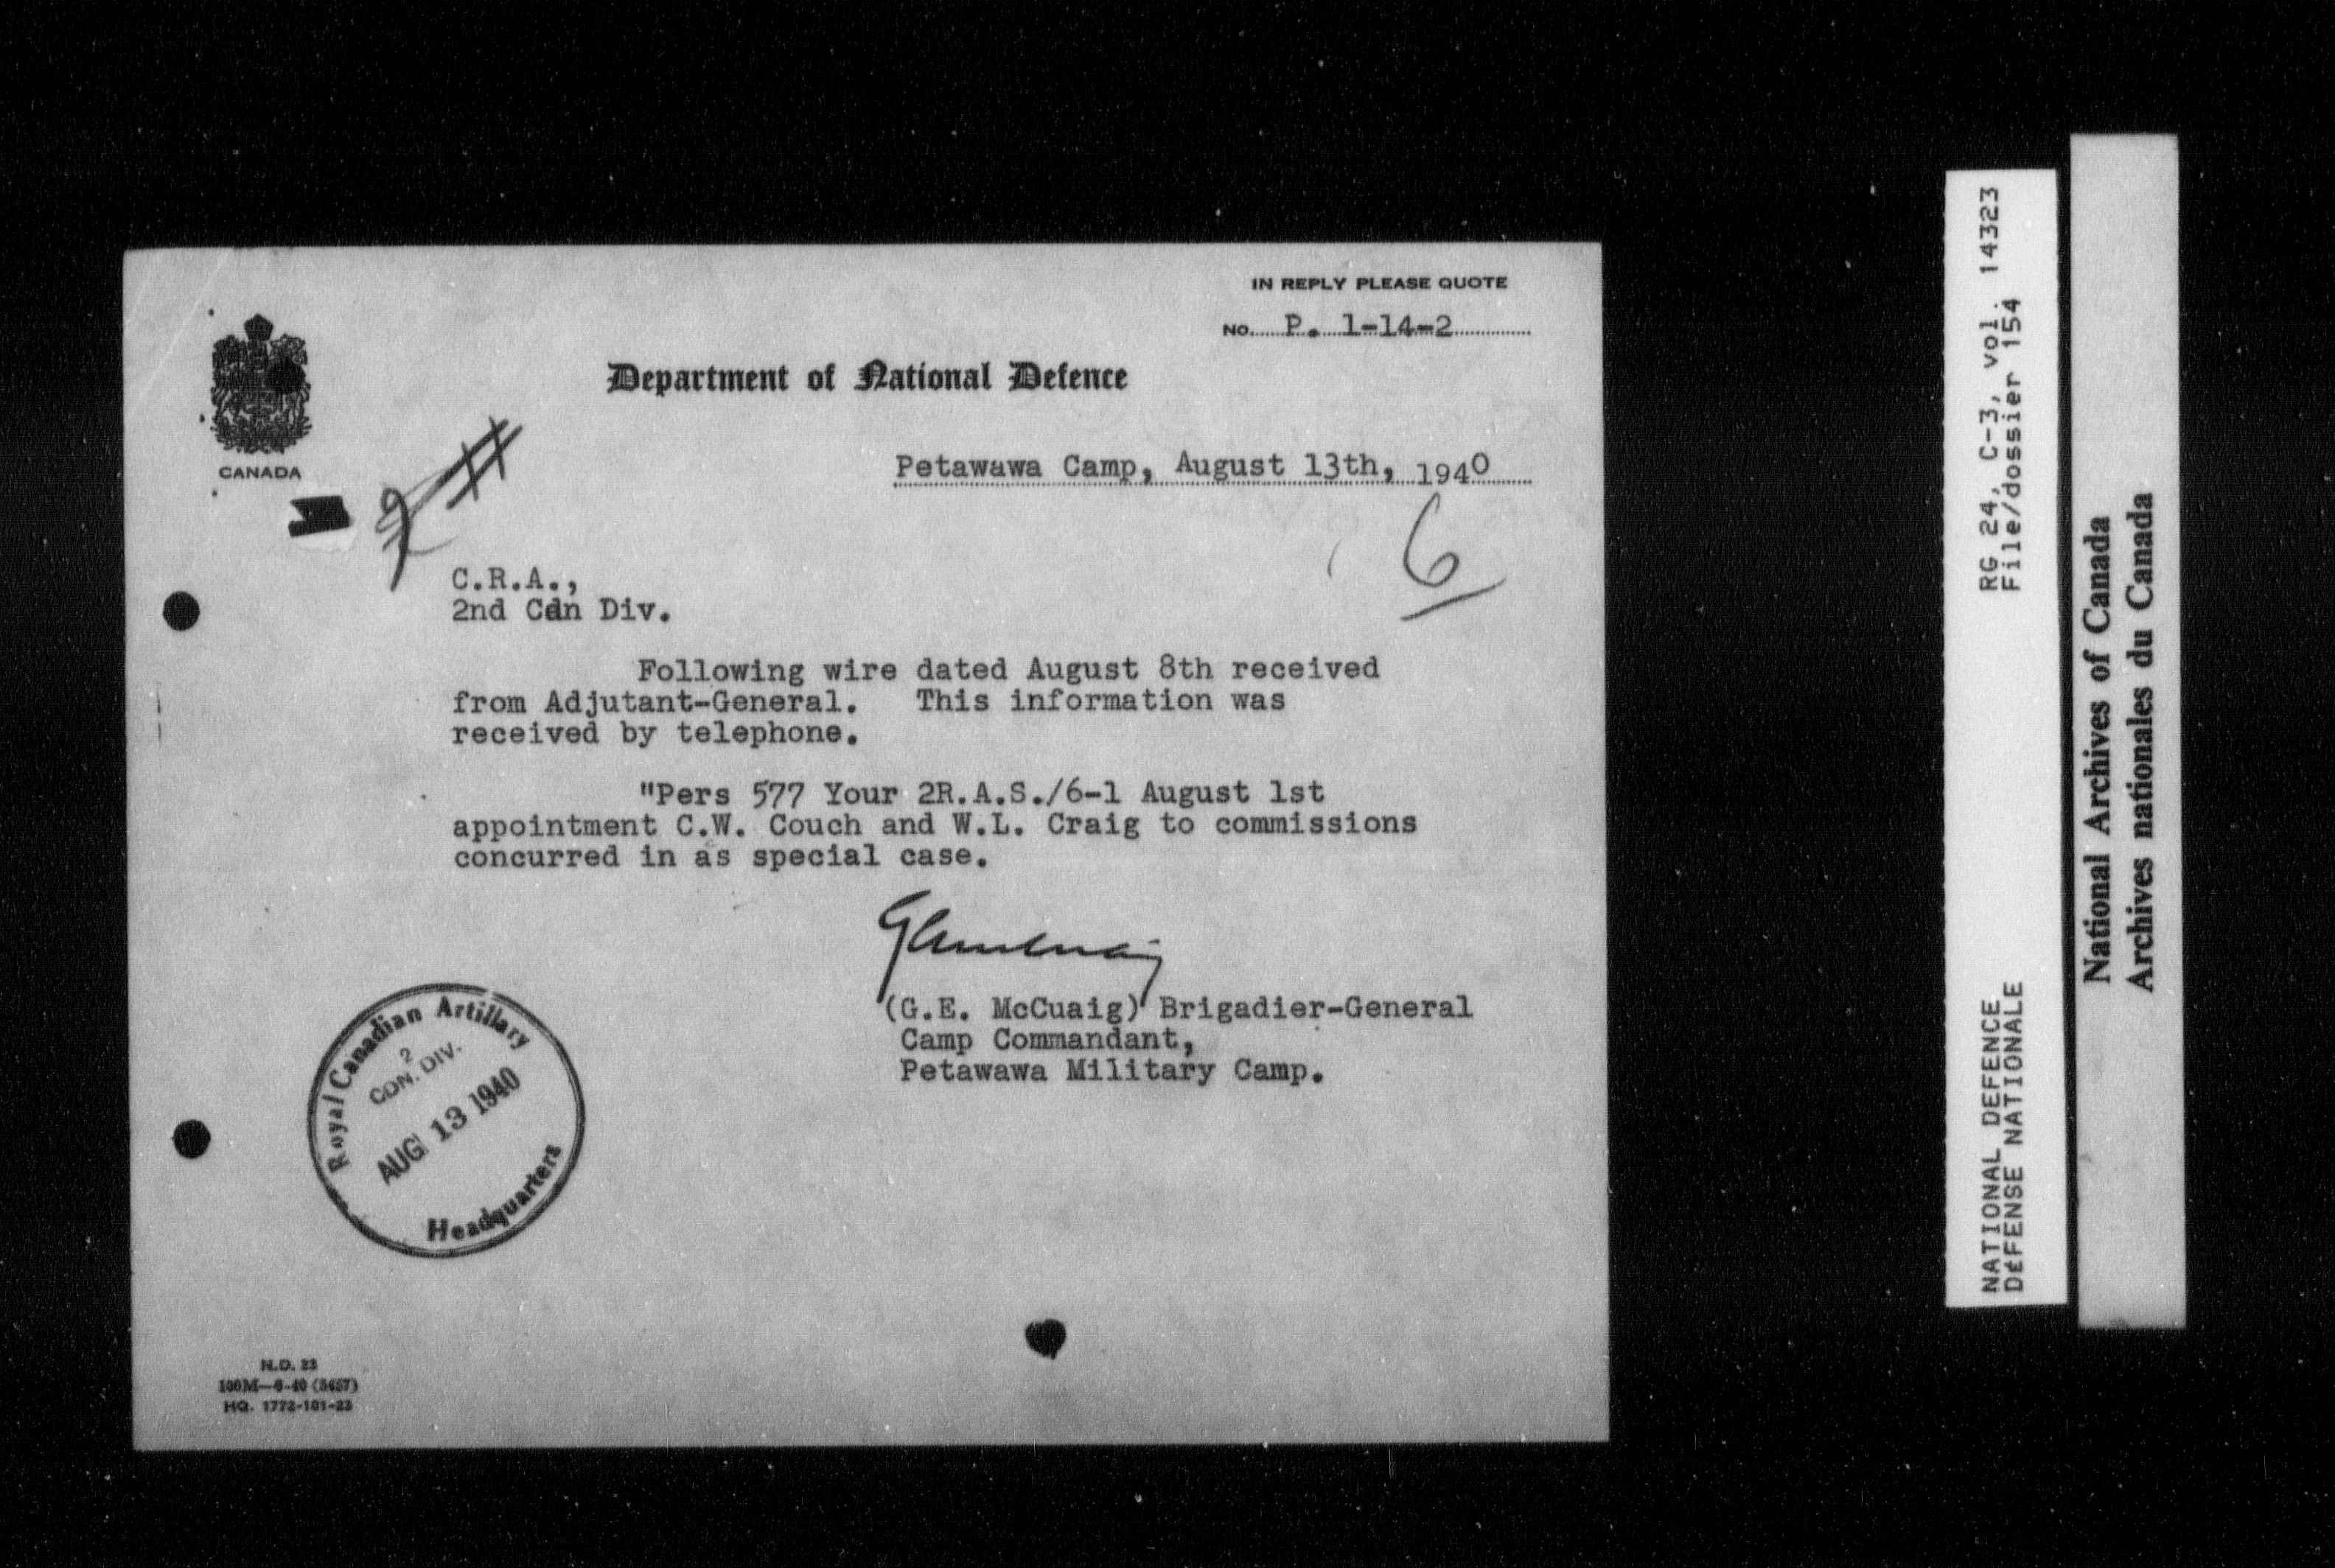 IN REPLY PLEASE QUOTE
No. P. 1-14-2
Department of National Defence
CANADA
Petawawa Camp, August 13th, 1940
6
C.R.A.,
2nd Cdn Div.
Following wire dated August 8th received
from Adjutant-General. This information was
received by telephone.
"Pers 577 Your 2R.A.S./6-1 August 1st
appointment C.W. Couch and W.L. Craig to commissions
concurred in as special case.
(G.E. McCuaig) Brigadier-General
Camp Commandant,
Petawawa Military Camp.
Royal Canadian Artillary
2
CDN. DIV.
AUG 13 1940
Headquarters
N.D. 23
100M—6-40 (5457)
HQ. 1772-101-23
RG 24, C-3, vol. 14323
File/dossier 154
NATIONAL DEFENCE
DÉFENSE NATIONALE
National Archives of Canada
Archives nationales du Canada